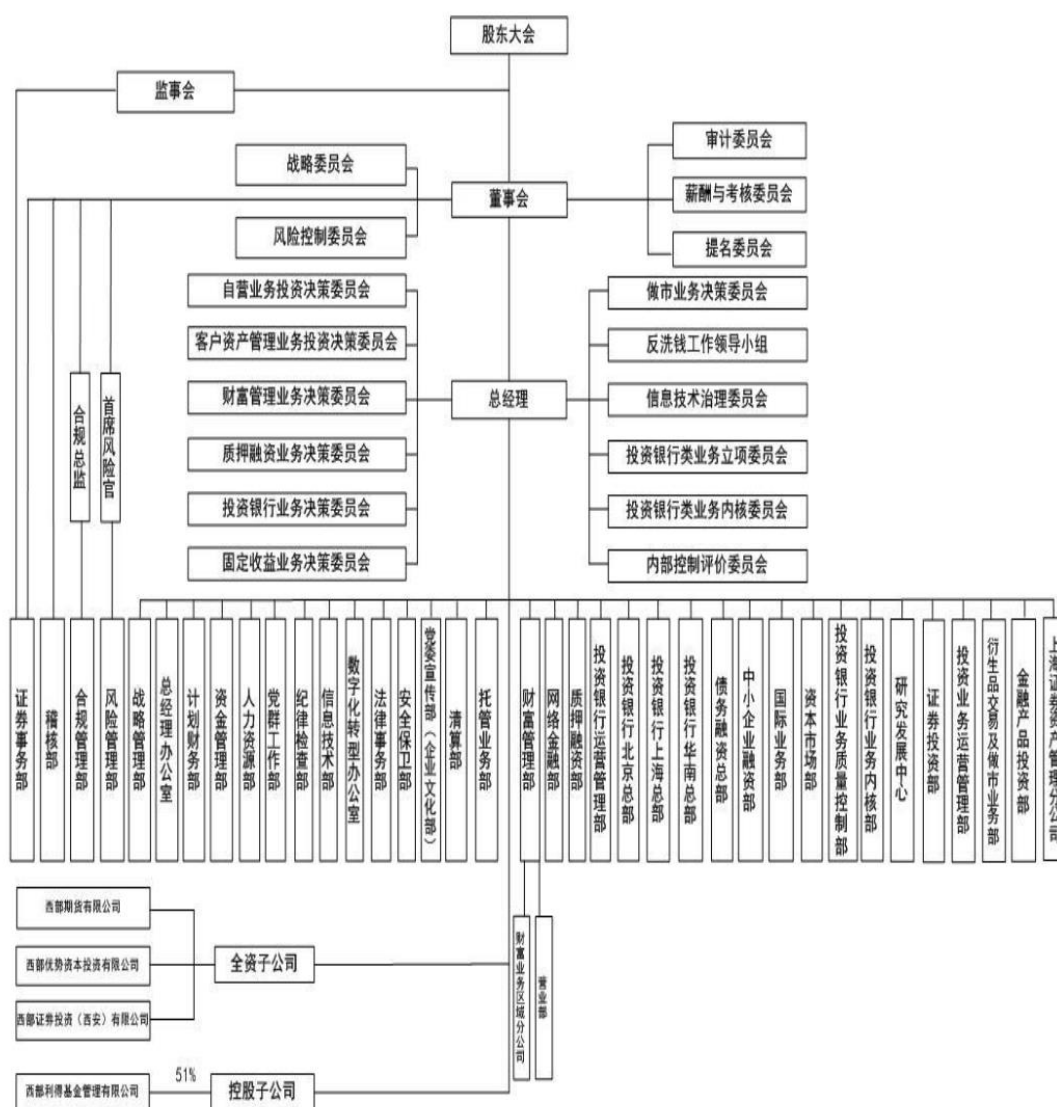 股东大会
监事会
战略委员会
审计委员会
董事会
薪酬与考核委员会
风险控制委员会
提名委员会
自营业务投资决策委员会
做市业务决策委员会
客户资产管理业务投资决策委员会
反洗钱工作领导小组
合规总监
首席风险官
财富管理业务决策委员会
总经理
信息技术治理委员会
质押融资业务决策委员会
投资银行类业务立项委员会
投资银行业务决策委员会
投资银行类业务内核委员会
固定收益业务决策委员会
内部控制评价委员会
证券事务部
稽核部
合规管理部
风险管理部
战略管理部
总经理办公室
计划财务部
资金管理部
人力资源部
党群工作部
纪律检查部
信息技术部
数字化转型办公室
法律事务部
安全保卫部
党委宣传部（企业文化部）
清算部
托管业务部
财富管理部
网络金融部
质押融资部
投资银行运营管理部
投资银行北京总部
投资银行上海总部
投资银行华南总部
债务融资总部
中小企业融资部
国际业务部
资本市场部
投资银行业务质量控制部
投资银行业务内核部
研究发展中心
证券投资部
投资业务运营管理部
衍生品交易及做市业务部
金融产品投资部
上海证券资产管理分公司
西部期货有限公司
西部优势资本投资有限公司
全资子公司
财富业务区域分公司
营业部
西部证券投资（西安）有限公司
西部利得基金管理有限公司
51%
控股子公司